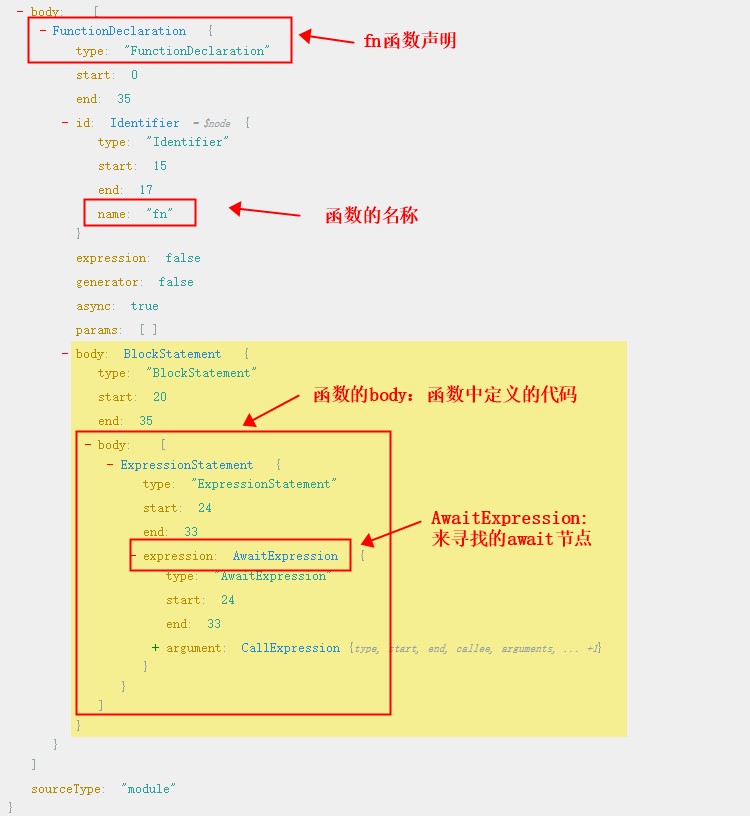 − body: [
− FunctionDeclaration {
fn函数声明
type: "FunctionDeclaration"
start: 0
end: 35
− id: Identifier = $node {
type: "Identifier"
start: 15
end: 17
name: "fn"
函数的名称
}
expression: false
generator: false
async: true
params: [ ]
− body: BlockStatement {
type: "BlockStatement"
start: 20
函数的body：函数中定义的代码
end: 35
− body: [
− ExpressionStatement {
type: "ExpressionStatement"
start: 24
AwaitExpression:
end: 33
来寻找的await节点
− expression: AwaitExpression {
type: "AwaitExpression"
start: 24
end: 33
+ argument: CallExpression {type, start, end, callee, arguments, ... +1}
}
}
]
}
}
]
sourceType: "module"
}